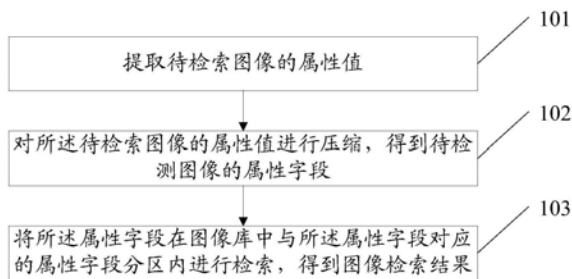 101
提取待检索图像的属性值
102
对所述待检索图像的属性值进行压缩，得到待检
测图像的属性字段
103
将所述属性字段在图像库中与所述属性字段对应
的属性字段分区内进行检索，得到图像检索结果